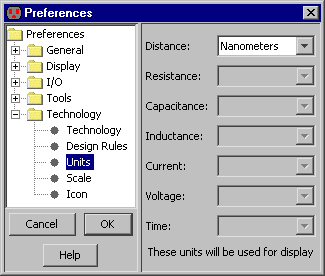 Preferences
Preferences
General
Display
I/O
Tools
Technology
Technology
Design Rules
Units
Scale
Icon
Cancel
OK
Help
Distance: Nanometers
Resistance:
Capacitance:
Inductance:
Current:
Voltage:
Time:
These units will be used for display